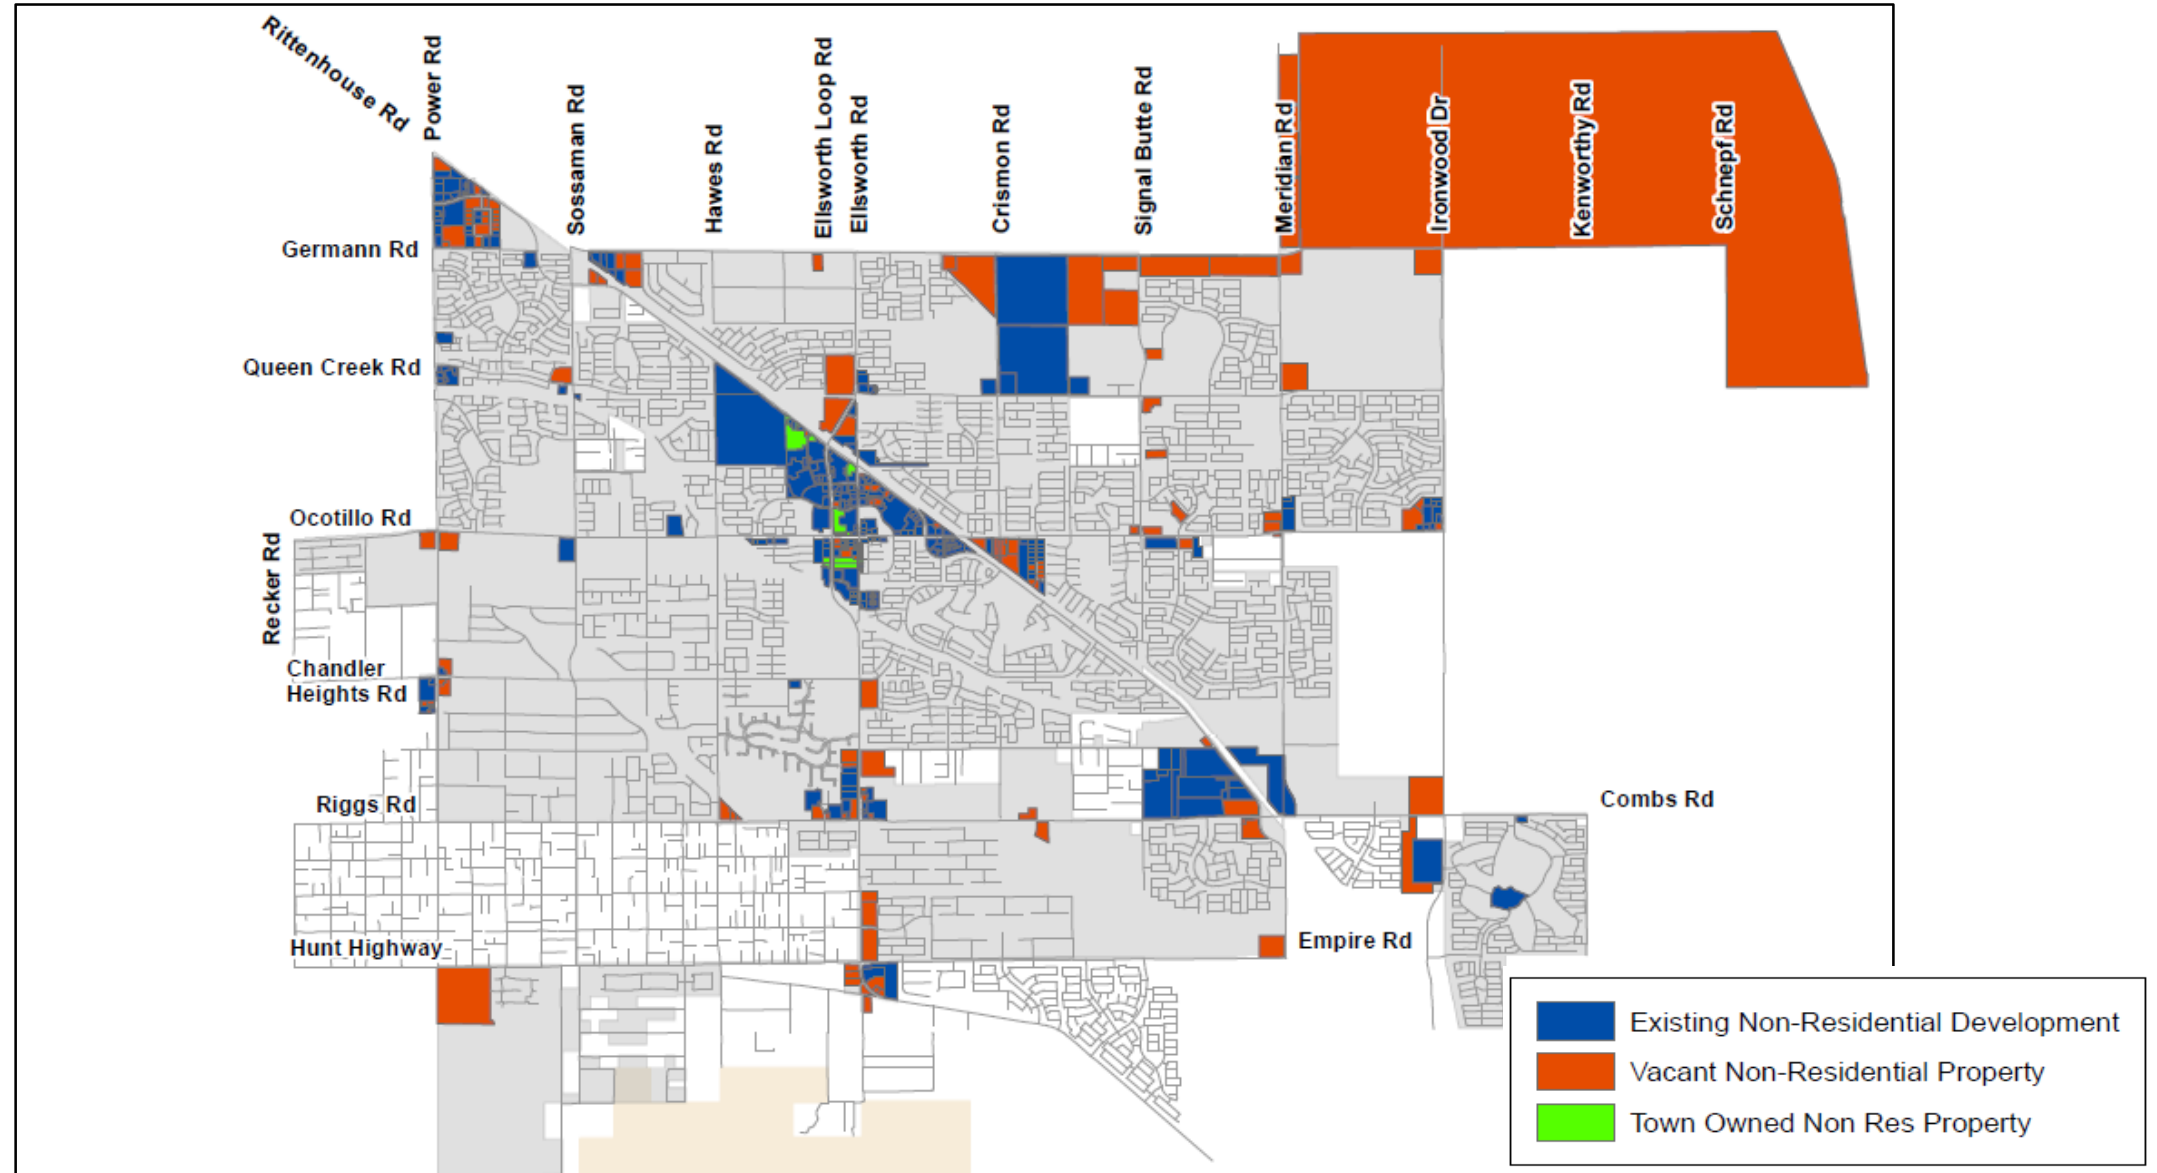 Rittenhouse Rd
Power Rd
Sossaman Rd
Hawes Rd
Ellsworth Loop Rd
Ellsworth Rd
Crismon Rd
Signal Butte Rd
Meridian Rd
Ironwood Dr
Kenworthy Rd
Schnepf Rd
Germann Rd
Queen Creek Rd
Ocotillo Rd
Recker Rd
Chandler
Heights Rd
Riggs Rd
Combs Rd
Hunt Highway
Empire Rd
Existing Non-Residential Development
Vacant Non-Residential Property
Town Owned Non Res Property